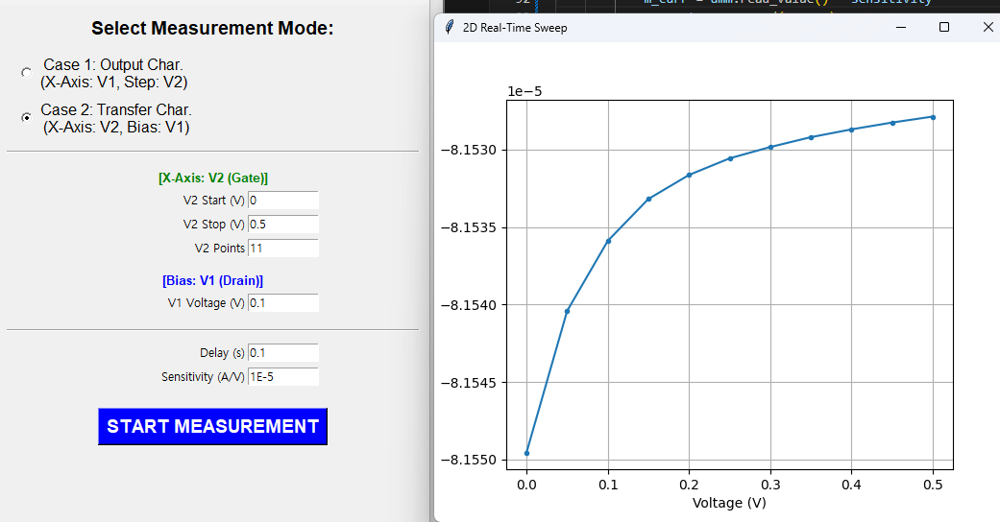 Select Measurement Mode:
Case 1: Output Char.
(X-Axis: V1, Step: V2)
Case 2: Transfer Char.
(X-Axis: V2, Bias: V1)
[X-Axis: V2 (Gate)]
V2 Start (V) 0
V2 Stop (V) 0.5
V2 Points 11
[Bias: V1 (Drain)]
V1 Voltage (V) 0.1
Delay (s) 0.1
Sensitivity (A/V) 1E-5
START MEASUREMENT
2D Real-Time Sweep
1e−5
−8.1530
−8.1535
−8.1540
−8.1545
−8.1550
0.0 0.1 0.2 0.3 0.4 0.5
Voltage (V)